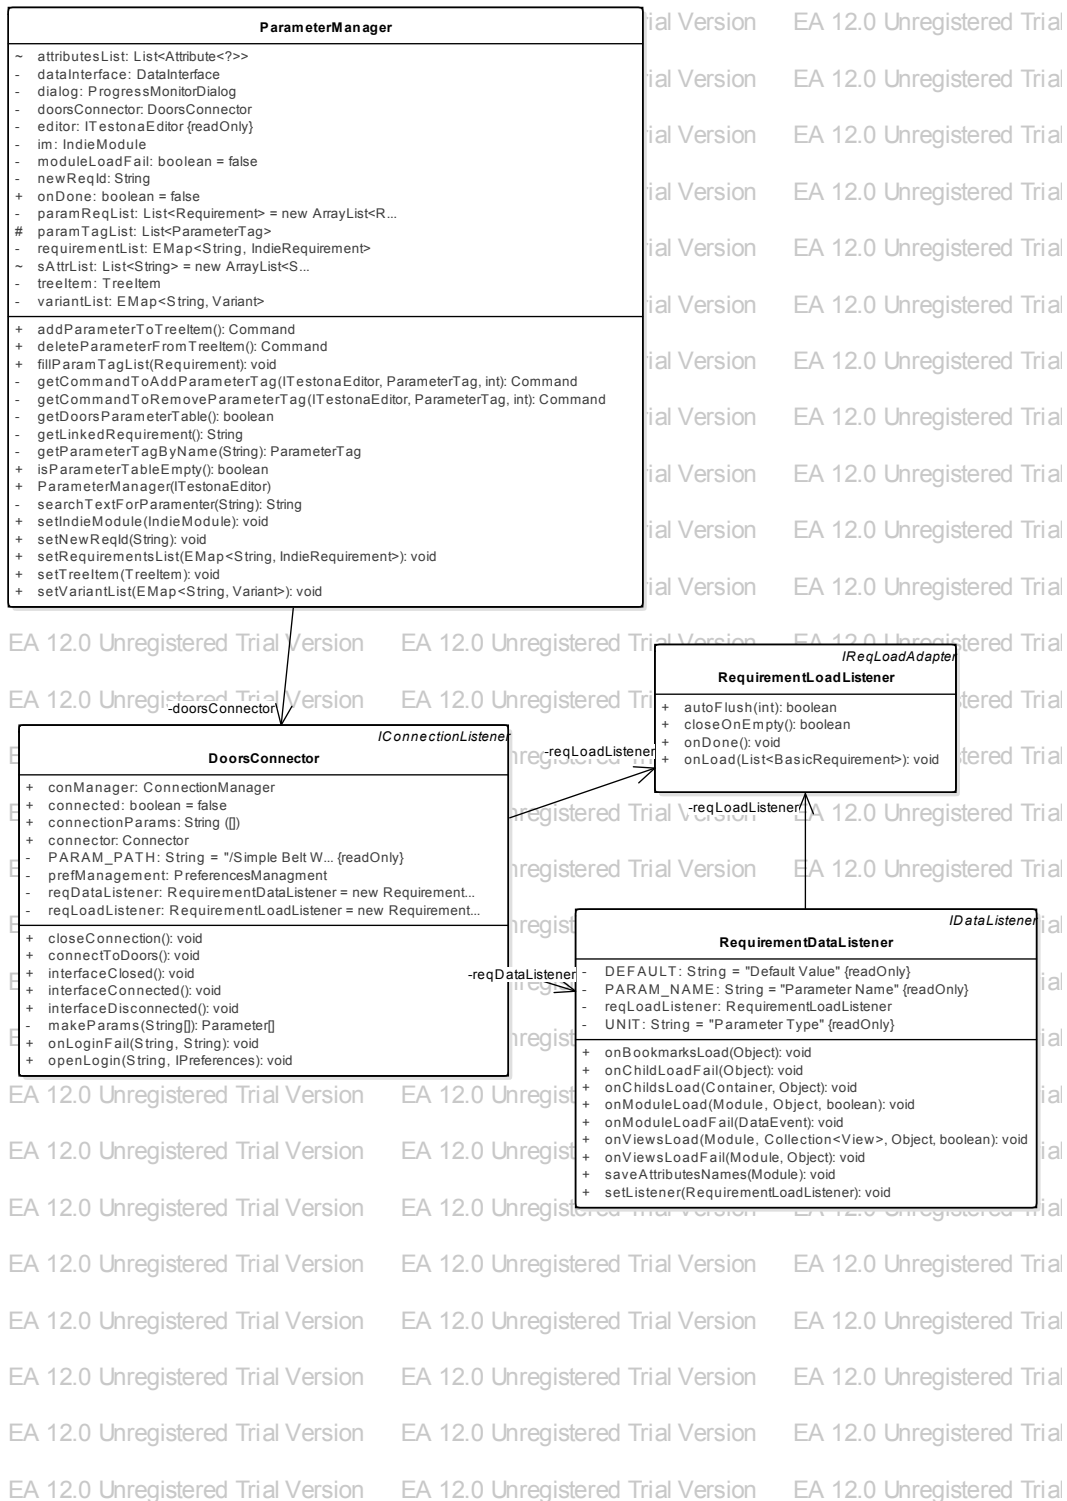 ParameterManager
~ attributesList: List<Attribute<?>>
- dataInterface: DataInterface
- dialog: ProgressMonitorDialog
- doorsConnector: DoorsConnector
- editor: ITestonaEditor {readOnly}
- im: IndieModule
- moduleLoadFail: boolean = false
- newReqId: String
+ onDone: boolean = false
- paramReqList: List<Requirement> = new ArrayList<R...
# paramTagList: List<ParameterTag>
- requirementList: EMap<String, IndieRequirement>
~ sAttrList: List<String> = new ArrayList<S...
- treeItem: TreeItem
- variantList: EMap<String, Variant>
+ addParameterToTreeItem(): Command
+ deleteParameterFromTreeItem(): Command
+ fillParamTagList(Requirement): void
- getCommandToAddParameterTag(ITestonaEditor, ParameterTag, int): Command
- getCommandToRemoveParameterTag(ITestonaEditor, ParameterTag, int): Command
- getDoorsParameterTable(): boolean
- getLinkedRequirement(): String
- getParameterTagByName(String): ParameterTag
+ isParameterTableEmpty(): boolean
+ ParameterManager(ITestonaEditor)
- searchTextForParamenter(String): String
+ setIndieModule(IndieModule): void
+ setNewReqId(String): void
+ setRequirementsList(EMap<String, IndieRequirement>): void
+ setTreeItem(TreeItem): void
+ setVariantList(EMap<String, Variant>): void
-doorsConnector
IConnectionListener
DoorsConnector
+ conManager: ConnectionManager
+ connected: boolean = false
+ connectionParams: String ([])
+ connector: Connector
- PARAM_PATH: String = "/Simple Belt W... {readOnly}
- prefManagement: PreferencesManagment
- reqDataListener: RequirementDataListener = new Requirement...
- reqLoadListener: RequirementLoadListener = new Requirement...
+ closeConnection(): void
+ connectToDoors(): void
+ interfaceClosed(): void
+ interfaceConnected(): void
+ interfaceDisconnected(): void
- makeParams(String[]): Parameter[]
+ onLoginFail(String, String): void
+ openLogin(String, IPreferences): void
-reqLoadListener
IReqLoadAdapter
RequirementLoadListener
+ autoFlush(int): boolean
+ closeOnEmpty(): boolean
+ onDone(): void
+ onLoad(List<BasicRequirement>): void
-reqLoadListener
-reqDataListener
IDataListener
RequirementDataListener
- DEFAULT: String = "Default Value" {readOnly}
- PARAM_NAME: String = "Parameter Name" {readOnly}
- reqLoadListener: RequirementLoadListener
- UNIT: String = "Parameter Type" {readOnly}
+ onBookmarksLoad(Object): void
+ onChildLoadFail(Object): void
+ onChildsLoad(Container, Object): void
+ onModuleLoad(Module, Object, boolean): void
+ onModuleLoadFail(DataEvent): void
+ onViewsLoad(Module, Collection<View>, Object, boolean): void
+ onViewsLoadFail(Module, Object): void
+ saveAttributesNames(Module): void
+ setListener(RequirementLoadListener): void
EA 12.0 Unregistered Trial Version EA 12.0 Unregistered Trial Version EA 12.0 Unregistered Trial